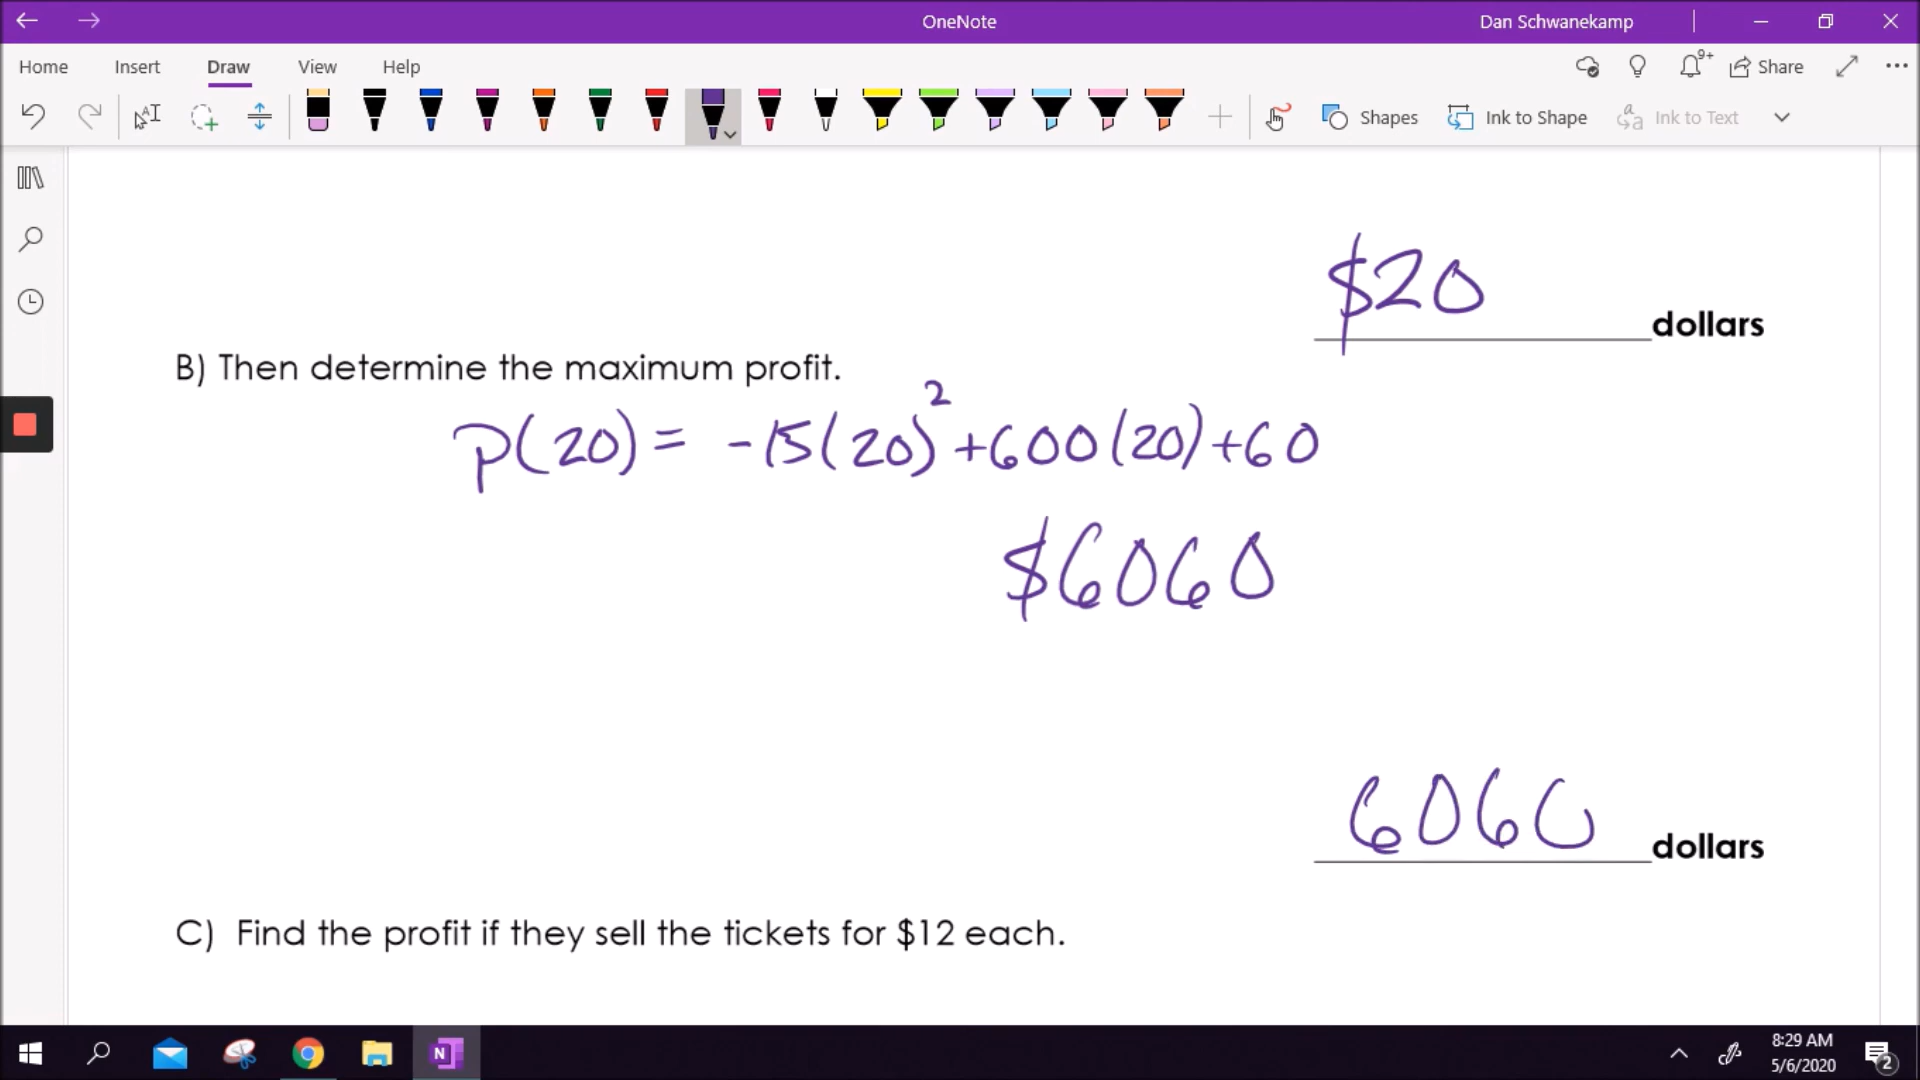 OneNote
Dan Schwanekamp
Home Insert Draw View Help
9+
Share
Shapes
Ink to Shape
Ink to Text
$20
dollars
B) Then determine the maximum profit.
P(20) = -15(20)² +600(20)+60
$6060
6060
dollars
C) Find the profit if they sell the tickets for $12 each.
N
8:29 AM
5/6/2020
2